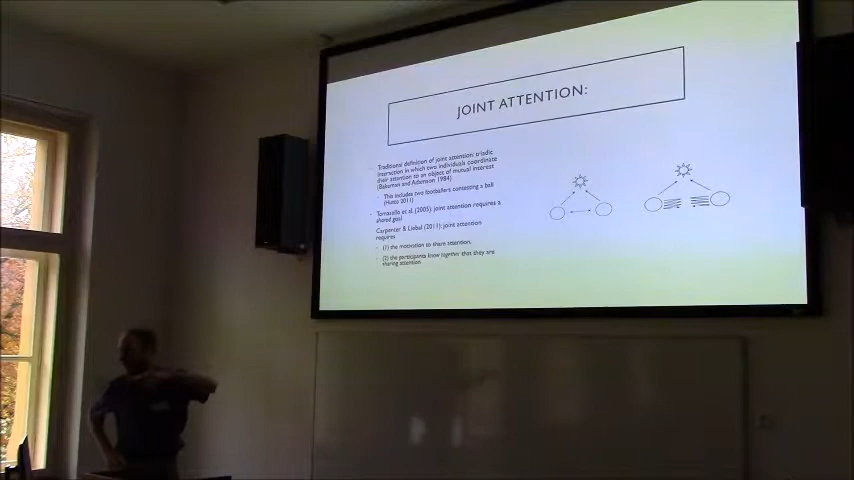 JOINT ATTENTION:
Traditional definition of joint attention: triadic
interaction in which two individuals coordinate
their attention to an object of mutual interest
(Bakeman and Adamson 1984)
This includes two footballers contesting a ball
(Hutto 2011)
Tomasello et al. (2005): joint attention requires a
shared goal
Carpenter & Liebal (2011): joint attention
requires
(1) the motivation to share attention.
(2) the participants know together that they are
sharing attention